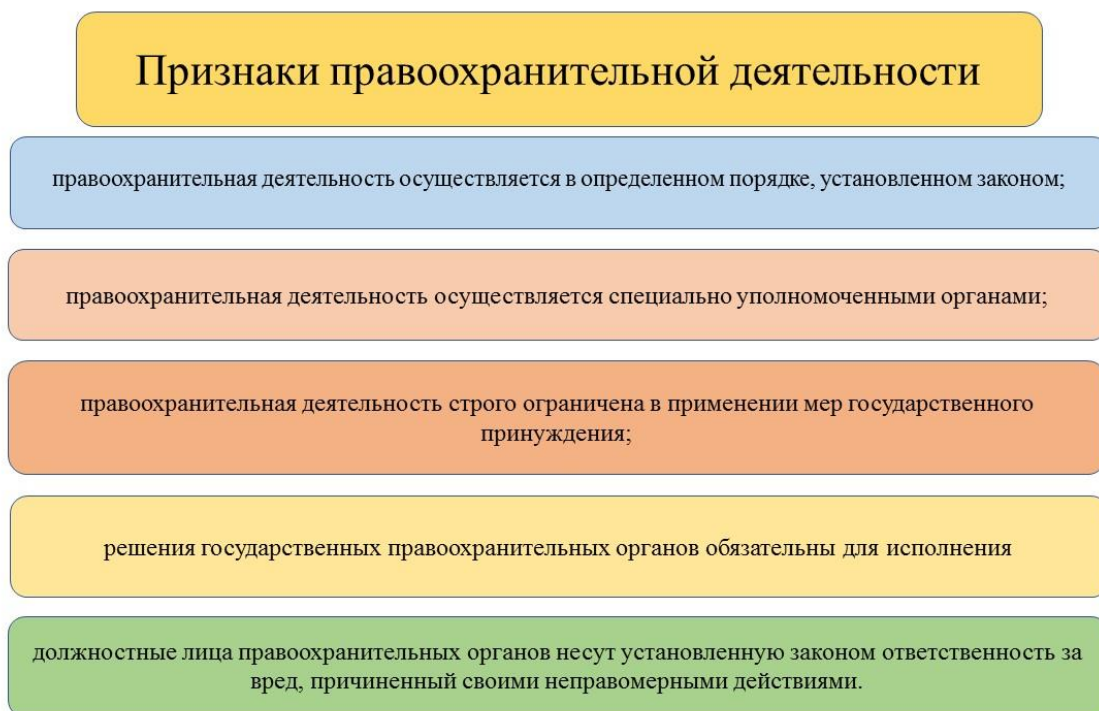 Признаки правоохранительной деятельности
правоохранительная деятельность осуществляется в определенном порядке, установленном законом;
правоохранительная деятельность осуществляется специально уполномоченными органами;
правоохранительная деятельность строго ограничена в применении мер государственного
принуждения;
решения государственных правоохранительных органов обязательны для исполнения
должностные лица правоохранительных органов несут установленную законом ответственность за
вред, причиненный своими неправомерными действиями.